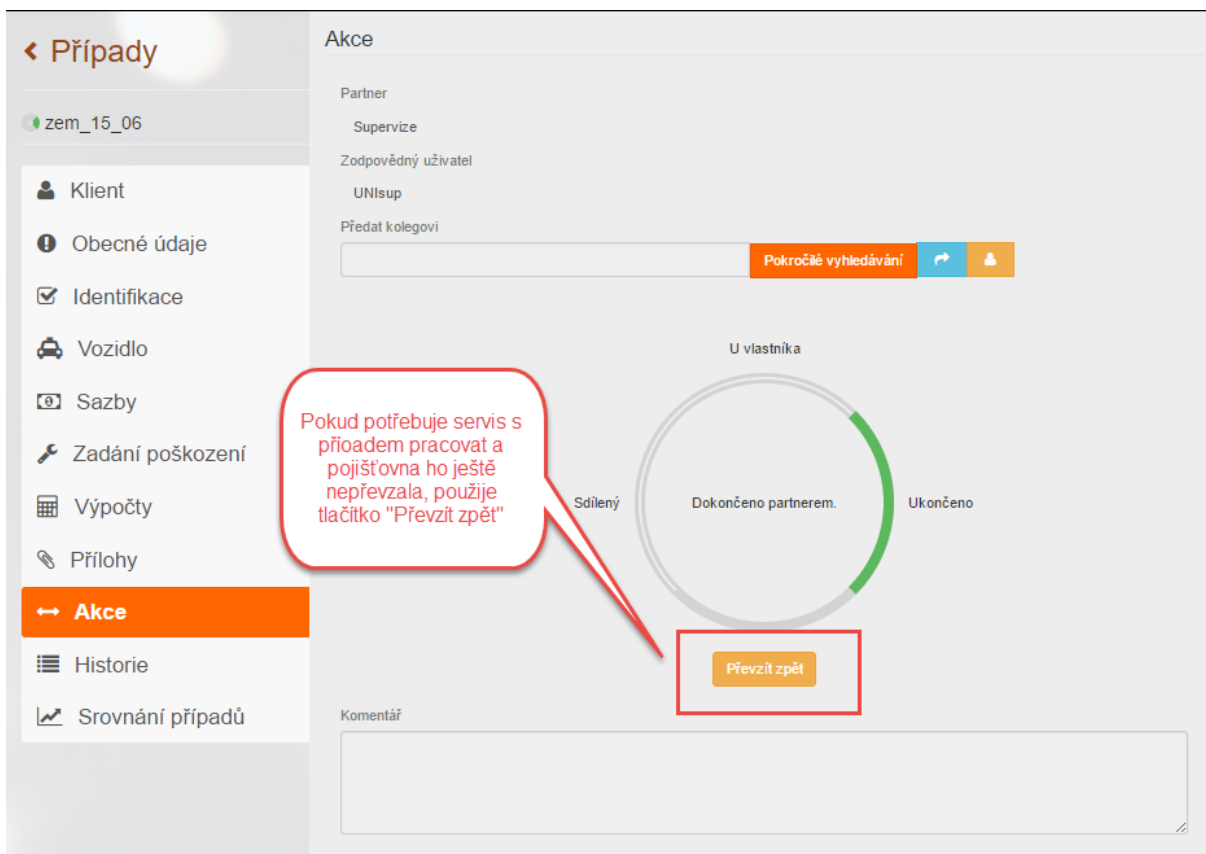 Případy
zem_15_06
Klient
Obecné údaje
Identifikace
Vozidlo
Sazby
Zadání poškození
Výpočty
Přílohy
Akce
Historie
Srovnání případů
Akce
Partner
Supervize
Zodpovědný uživatel
UNIsup
Předat kolegovi
Pokročilé vyhledávání
U vlastníka
Pokud potřebuje servis s
příoadem pracovat a
pojišťovna ho ještě
nepřevzala, použije
tlačítko "Převzít zpět"
Sdílený
Dokončeno partnerem.
Ukončeno
Převzít zpět
Komentář